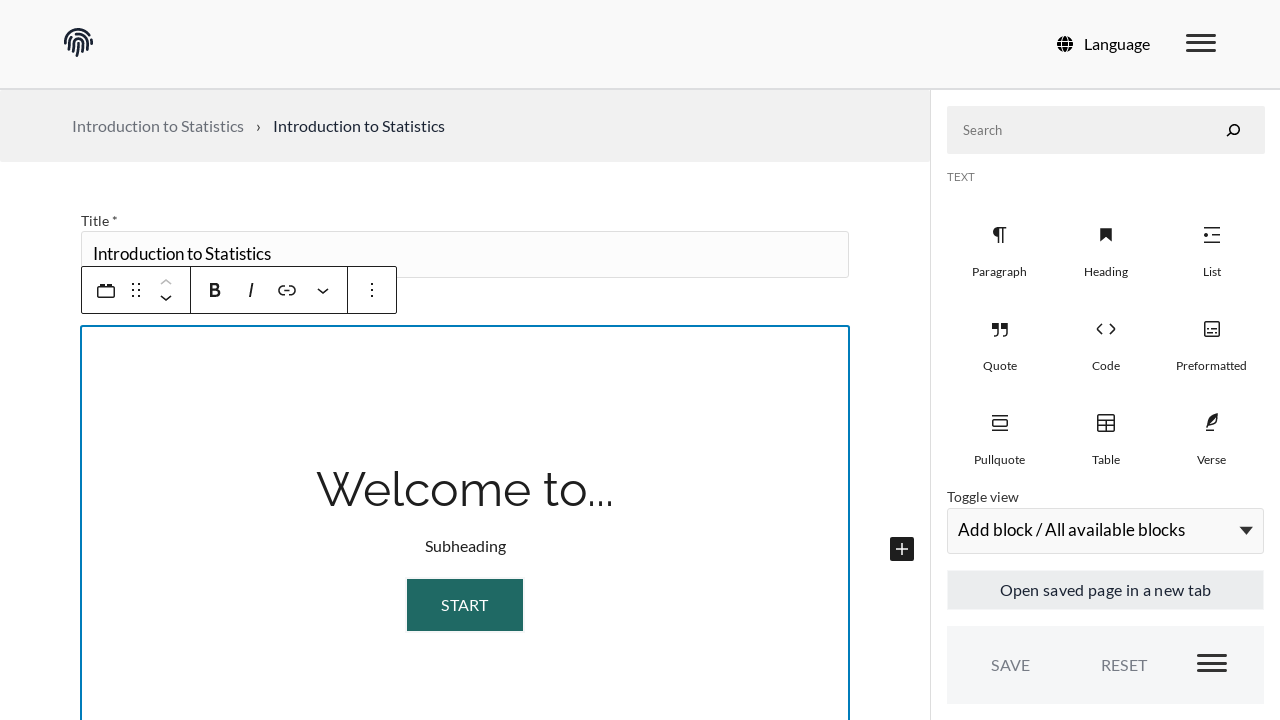 Language
Introduction to Statistics › Introduction to Statistics
Title *
Introduction to Statistics
B I
Welcome to...
Subheading
START
Search
TEXT
Paragraph Heading List
Quote Code Preformatted
Pullquote Table Verse
Toggle view
Add block / All available blocks
Open saved page in a new tab
SAVE RESET